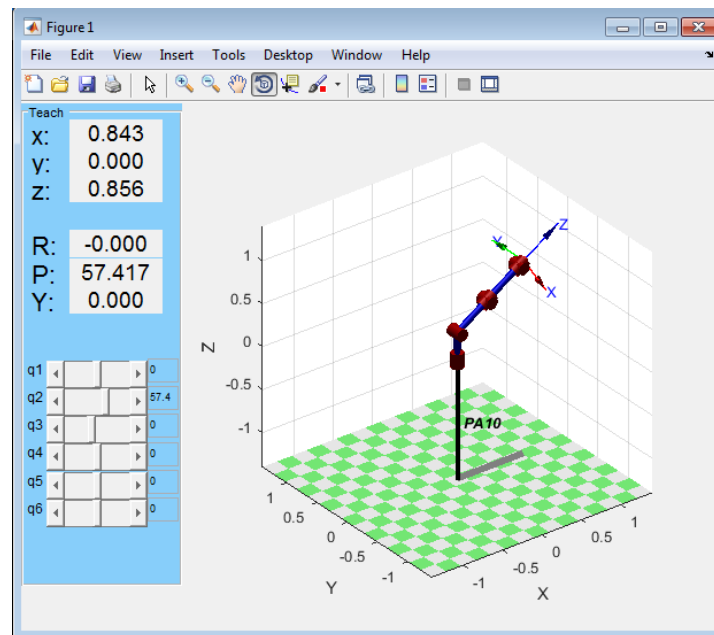 Figure 1
File Edit View Insert Tools Desktop Window Help
Teach
x: 0.843
y: 0.000
z: 0.856
R: -0.000
P: 57.417
Y: 0.000
q1 0
q2 57.4
q3 0
q4 0
q5 0
q6 0
Z
1
0.5
0
-0.5
-1
Y
Z
X
PA10
1
0.5
0
-0.5
-1
Y
-1
-0.5
0
0.5
1
X